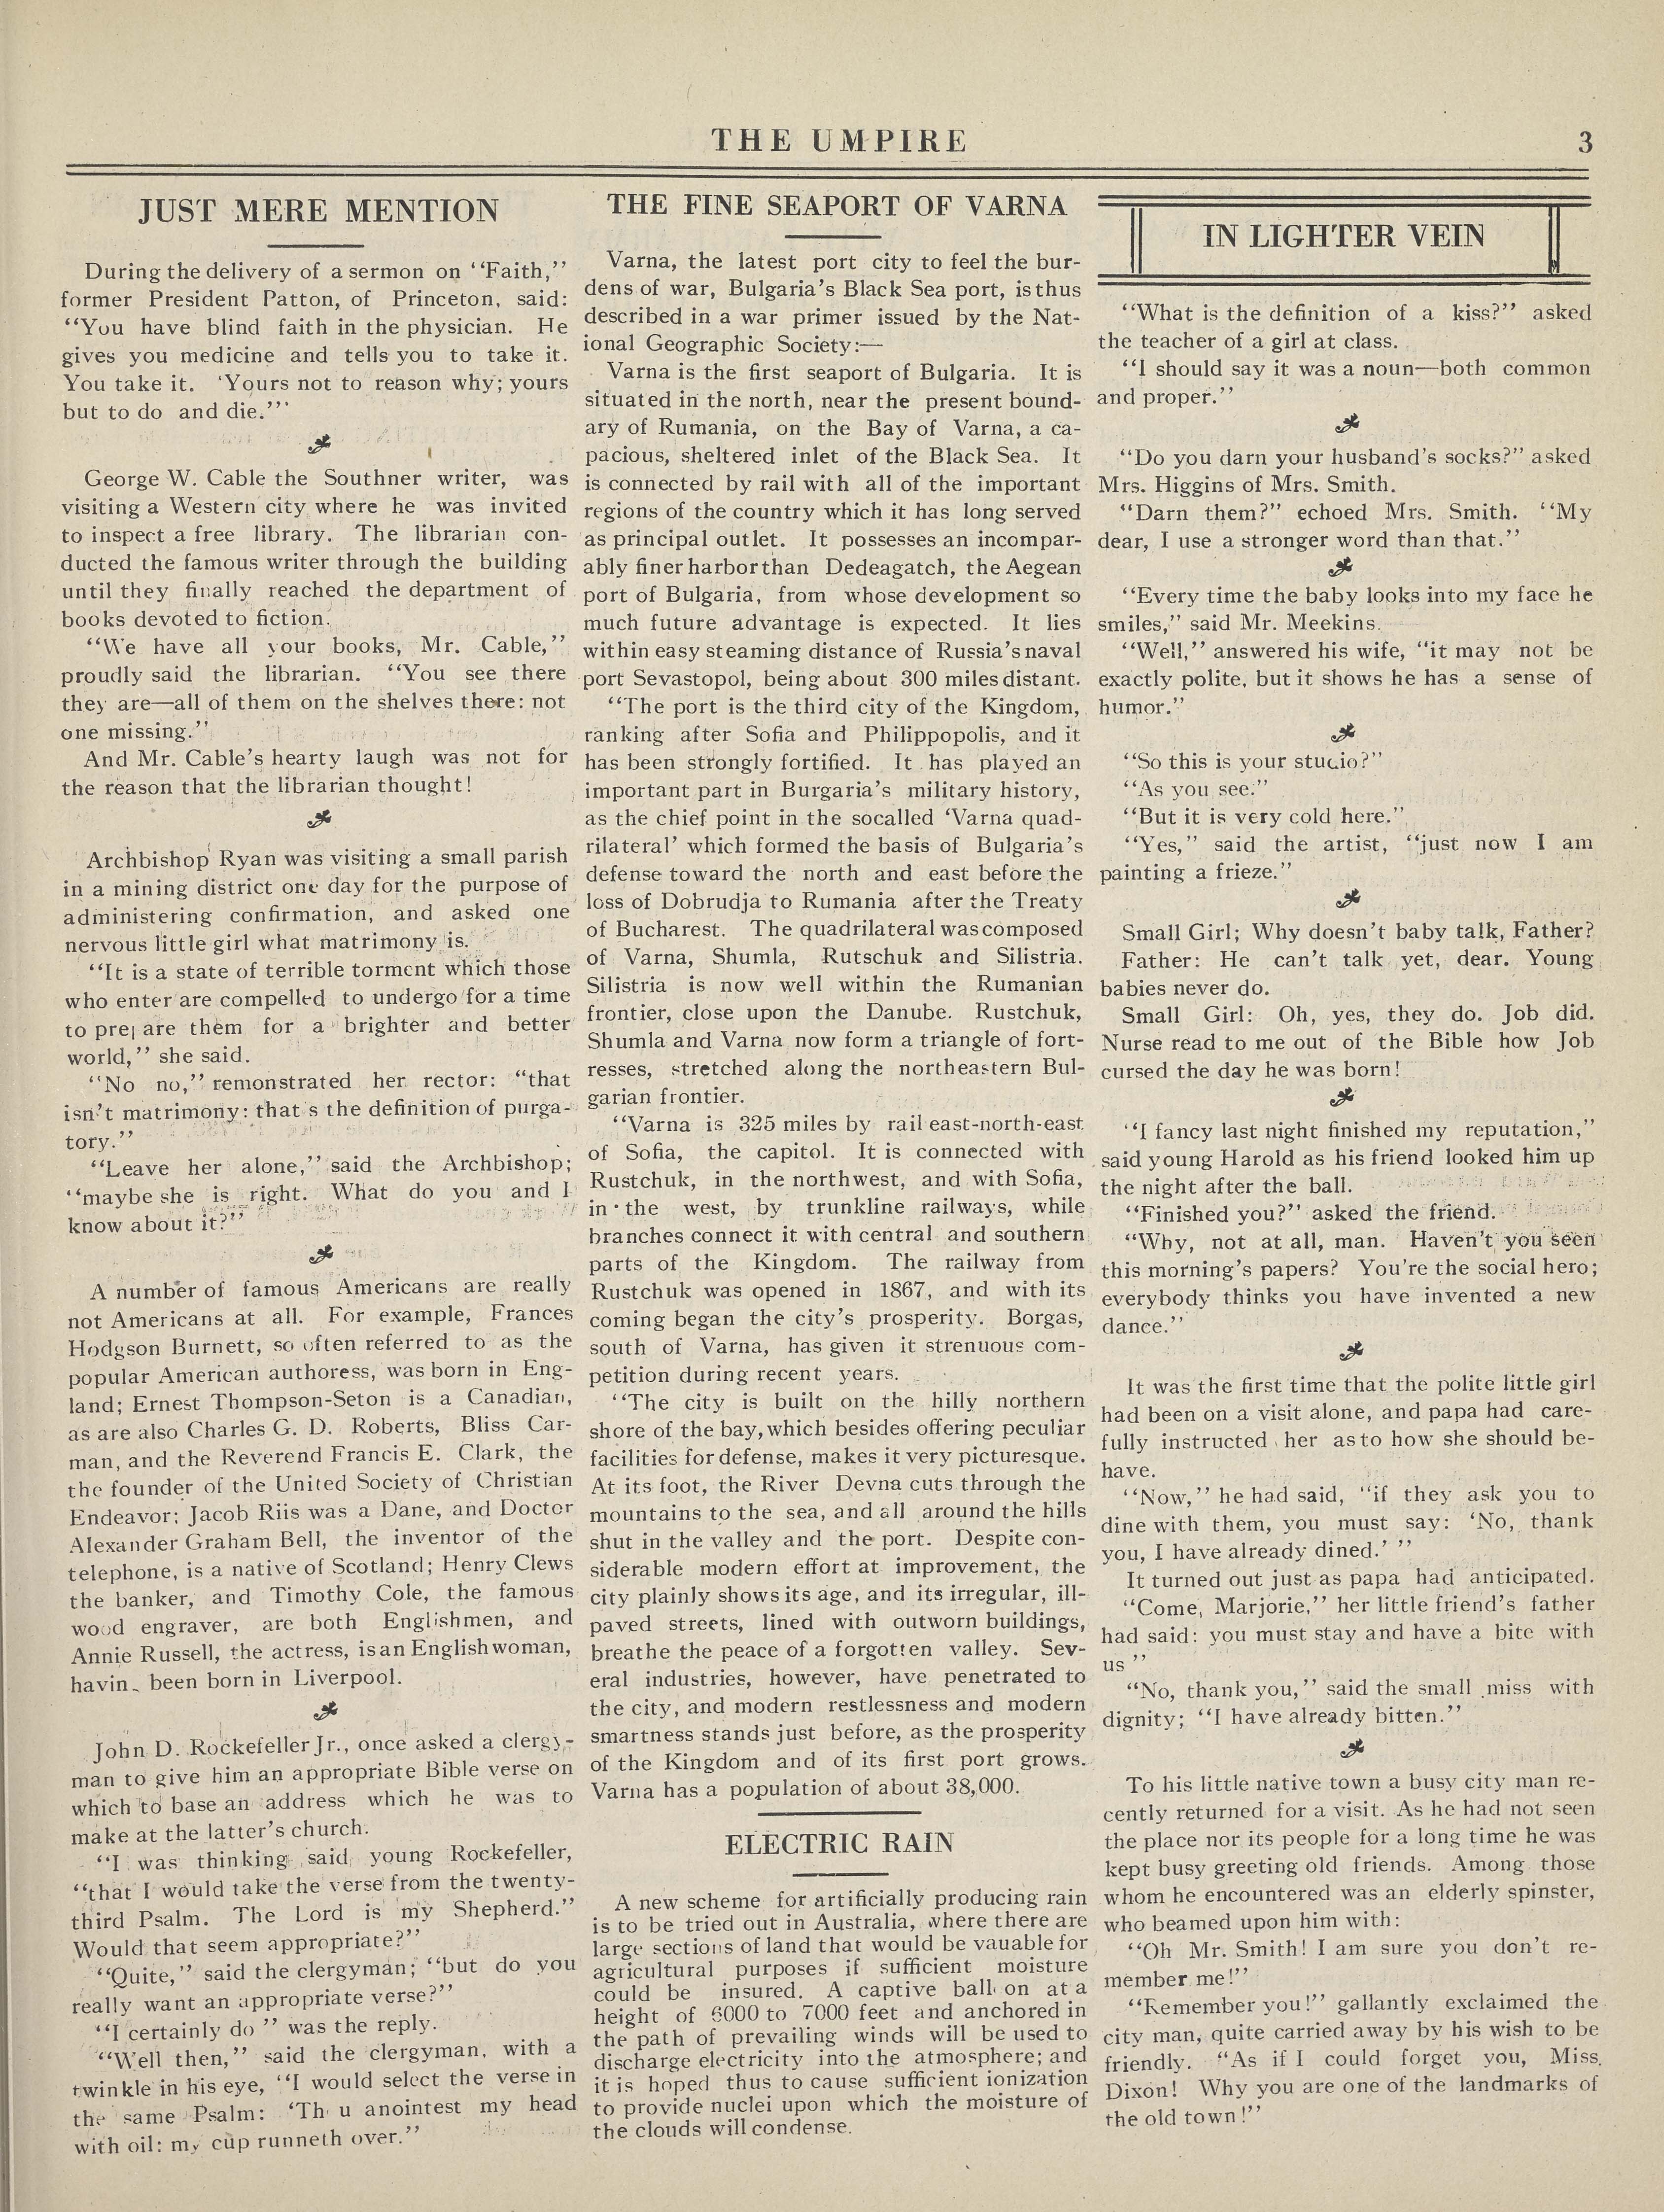 THE UMPIRE
3
JUST MERE MENTION
During the delivery of a sermon on "Faith,"
former President Patton, of Princeton, said:
"You have blind faith in the physician. He
gives you medicine and tells you to take it.
You take it. 'Yours not to reason why; yours
but to do and die.'"
George W. Cable the Southner writer, was
visiting a Western city where he was invited
to inspect a free library. The librarian con-
ducted the famous writer through the building
until they finally reached the department of
books devoted to fiction.
"We have all your books, Mr. Cable,"
proudly said the librarian. "You see there
they are—all of them on the shelves there: not
one missing."
And Mr. Cable's hearty laugh was not for
the reason that the librarian thought!
Archbishop Ryan was visiting a small parish
in a mining district one day for the purpose of
administering confirmation, and asked one
nervous little girl what matrimony is.
"It is a state of terrible torment which those
who enter are compelled to undergo for a time
to prepare them for a brighter and better
world," she said.
"No no," remonstrated her rector: "that
isn't matrimony: that s the definition of purga-
tory."
"Leave her alone," said the Archbishop;
"maybe she is right. What do you and I
know about it?"
A number of famous Americans are really
not Americans at all. For example, Frances
Hodgson Burnett, so often referred to as the
popular American authoress, was born in Eng-
land; Ernest Thompson-Seton is a Canadian,
as are also Charles G. D. Roberts, Bliss Car-
man, and the Reverend Francis E. Clark, the
the founder of the United Society of Christian
Endeavor; Jacob Riis was a Dane, and Doctor
Alexander Graham Bell, the inventor of the
telephone, is a native of Scotland; Henry Clews
the banker, and Timothy Cole, the famous
wood engraver, are both Englishmen, and
Annie Russell, the actress, is an English woman,
havin been born in Liverpool.
John D. Rockefeller Jr., once asked a clergy-
man to give him an appropriate Bible verse on
which to base an address which he was to
make at the latter's church.
"I was thinking said young Rockefeller,
"that I would take the verse from the twenty-
third Psalm. The Lord is my Shepherd."
Would that seem appropriate?"
"Quite," said the clergyman; "but do you
really want an appropriate verse?"
"I certainly do " was the reply.
"Well then," said the clergyman, with a
twinkle in his eye, "I would select the verse in
the same Psalm: 'Th u anointest my head
with oil: my cup runneth over."
THE FINE SEAPORT OF VARNA
Varna, the latest port city to feel the bur-
dens of war, Bulgaria's Black Sea port, is thus
described in a war primer issued by the Nat-
ional Geographic Society:—
Varna is the first seaport of Bulgaria. It is
situated in the north, near the present bound-
ary of Rumania, on the Bay of Varna, a ca-
pacious, sheltered inlet of the Black Sea. It
is connected by rail with all of the important
regions of the country which it has long served
as principal outlet. It possesses an incompar-
ably finer harbor than Dedeagatch, the Aegean
port of Bulgaria, from whose development so
much future advantage is expected. It lies
within easy steaming distance of Russia's naval
port Sevastopol, being about 300 miles distant.
"The port is the third city of the Kingdom,
ranking after Sofia and Philippopolis, and it
has been strongly fortified. It has played an
important part in Burgaria's military history,
as the chief point in the socalled 'Varna quad-
rilateral' which formed the basis of Bulgaria's
defense toward the north and east before the
loss of Dobrudja to Rumania after the Treaty
of Bucharest. The quadrilateral was composed
of Varna, Shumla, Rutschuk and Silistria.
Silistria is now well within the Rumanian
frontier, close upon the Danube. Rustchuk,
Shumla and Varna now form a triangle of fort-
resses, stretched along the northeastern Bul-
garian frontier.
"Varna is 325 miles by rail east-north-east
of Sofia, the capitol. It is connected with
Rustchuk, in the northwest, and with Sofia,
in the west, by trunkline railways, while
branches connect it with central and southern
parts of the Kingdom. The railway from
Rustchuk was opened in 1867, and with its
coming began the city's prosperity. Borgas,
south of Varna, has given it strenuous com-
petition during recent years.
"The city is built on the hilly northern
shore of the bay, which besides offering peculiar
facilities for defense, makes it very picturesque.
At its foot, the River Devna cuts through the
mountains to the sea, and all around the hills
shut in the valley and the port. Despite con-
siderable modern effort at improvement, the
city plainly shows its age, and its irregular, ill-
paved streets, lined with outworn buildings,
breathe the peace of a forgotten valley. Sev-
eral industries, however, have penetrated to
the city, and modern restlessness and modern
smartness stands just before, as the prosperity
of the Kingdom and of its first port grows.
Varna has a population of about 38,000.
ELECTRIC RAIN
A new scheme for artificially producing rain
is to be tried out in Australia, where there are
large sections of land that would be vauable for
agricultural purposes if sufficient moisture
could be insured. A captive balloon at a
height of 6000 to 7000 feet and anchored in
the path of prevailing winds will be used to
discharge electricity into the atmosphere; and
it is hoped thus to cause sufficient ionization
to provide nuclei upon which the moisture of
the clouds will condense.
IN LIGHTER VEIN
"What is the definition of a kiss?" asked
the teacher of a girl at class.
"I should say it was a noun—both common
and proper."
"Do you darn your husband's socks?" asked
Mrs. Higgins of Mrs. Smith.
"Darn them?" echoed Mrs. Smith. "My
dear, I use a stronger word than that."
"Every time the baby looks into my face he
smiles," said Mr. Meekins.
"Well," answered his wife, "it may not be
exactly polite, but it shows he has a sense of
humor."
"So this is your studio?"
"As you see."
"But it is very cold here."
"Yes," said the artist, "just now I am
painting a frieze."
Small Girl; Why doesn't baby talk, Father?
Father: He can't talk yet, dear. Young
babies never do.
Small Girl: Oh, yes, they do. Job did.
Nurse read to me out of the Bible how Job
cursed the day he was born!
"I fancy last night finished my reputation,"
said young Harold as his friend looked him up
the night after the ball.
"Finished you?" asked the friend.
"Why, not at all, man. Haven't you seen
this morning's papers? You're the social hero;
everybody thinks you have invented a new
dance."
It was the first time that the polite little girl
had been on a visit alone, and papa had care-
fully instructed her as to how she should be-
have.
"Now," he had said, "if they ask you to
dine with them, you must say: 'No, thank
you, I have already dined.' "
It turned out just as papa had anticipated.
"Come, Marjorie," her little friend's father
had said: you must stay and have a bite with
us "
"No, thank you," said the small miss with
dignity; "I have already bitten."
To his little native town a busy city man re-
cently returned for a visit. As he had not seen
the place nor its people for a long time he was
kept busy greeting old friends. Among those
whom he encountered was an elderly spinster,
who beamed upon him with:
"Oh Mr. Smith! I am sure you don't re-
member me!"
"Remember you!" gallantly exclaimed the
city man, quite carried away by his wish to be
friendly. "As if I could forget you, Miss
Dixon! Why you are one of the landmarks of
the old town!"